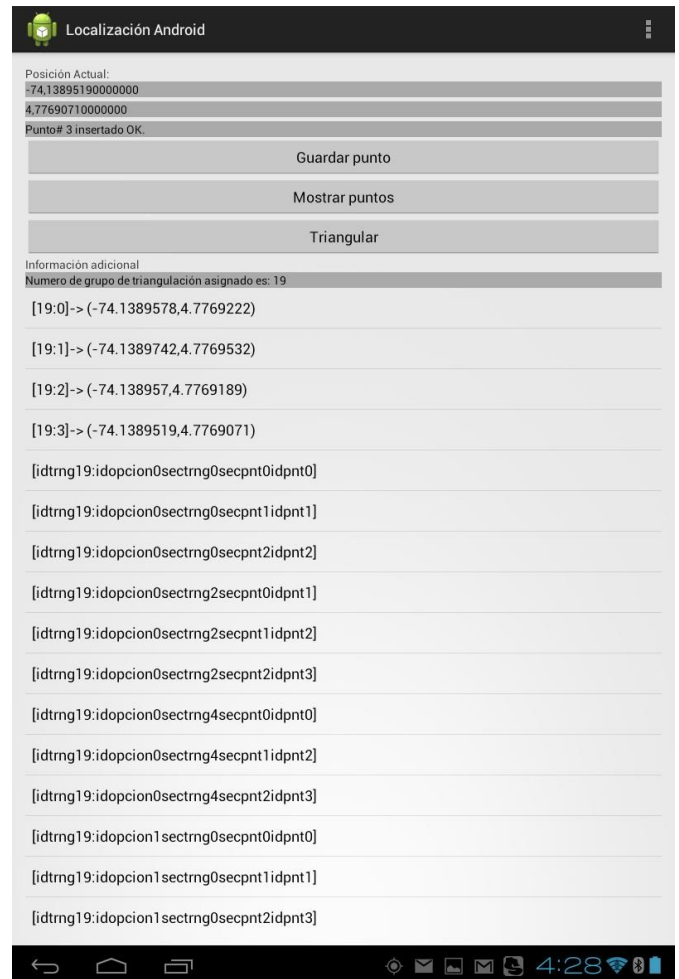 Localización Android
Posición Actual:
-74,13895190000000
4,77690710000000
Punto# 3 insertado OK.
Guardar punto
Mostrar puntos
Triangular
Información adicional
Numero de grupo de triangulación asignado es: 19
[19:0]-> (-74.1389578,4.7769222)
[19:1]-> (-74.1389742,4.7769532)
[19:2]-> (-74.138957,4.7769189)
[19:3]-> (-74.1389519,4.7769071)
[idtrng19:idopcion0sectrng0secpnt0idpnt0]
[idtrng19:idopcion0sectrng0secpnt1idpnt1]
[idtrng19:idopcion0sectrng0secpnt2idpnt2]
[idtrng19:idopcion0sectrng2secpnt0idpnt1]
[idtrng19:idopcion0sectrng2secpnt1idpnt2]
[idtrng19:idopcion0sectrng2secpnt2idpnt3]
[idtrng19:idopcion0sectrng4secpnt0idpnt0]
[idtrng19:idopcion0sectrng4secpnt1idpnt2]
[idtrng19:idopcion0sectrng4secpnt2idpnt3]
[idtrng19:idopcion1sectrng0secpnt0idpnt0]
[idtrng19:idopcion1sectrng0secpnt1idpnt1]
[idtrng19:idopcion1sectrng0secpnt2idpnt3]
4:28